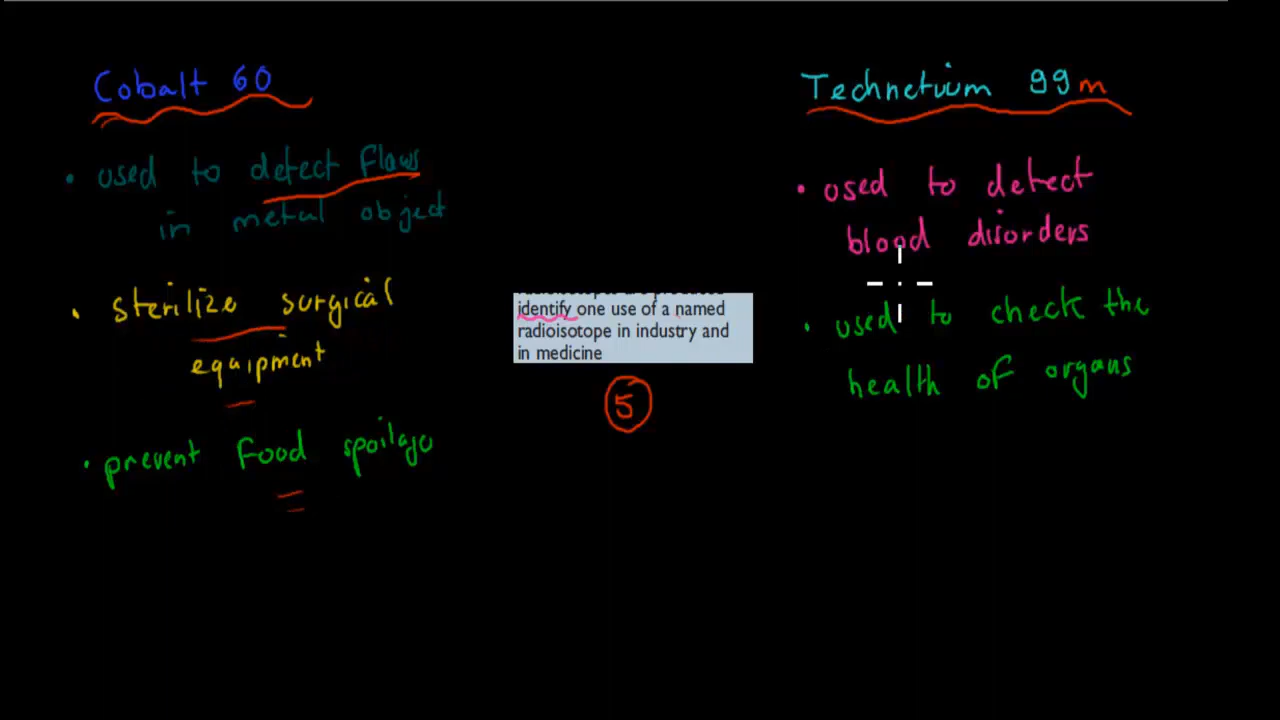 Cobalt 60
• used to detect flaws
in metal object
• sterilize surgical
equipment
• prevent food spoilage
identify one use of a named
radioisotope in industry and
in medicine
5
Technetium 99m
• used to detect
blood disorders
• used to check the
health of organs